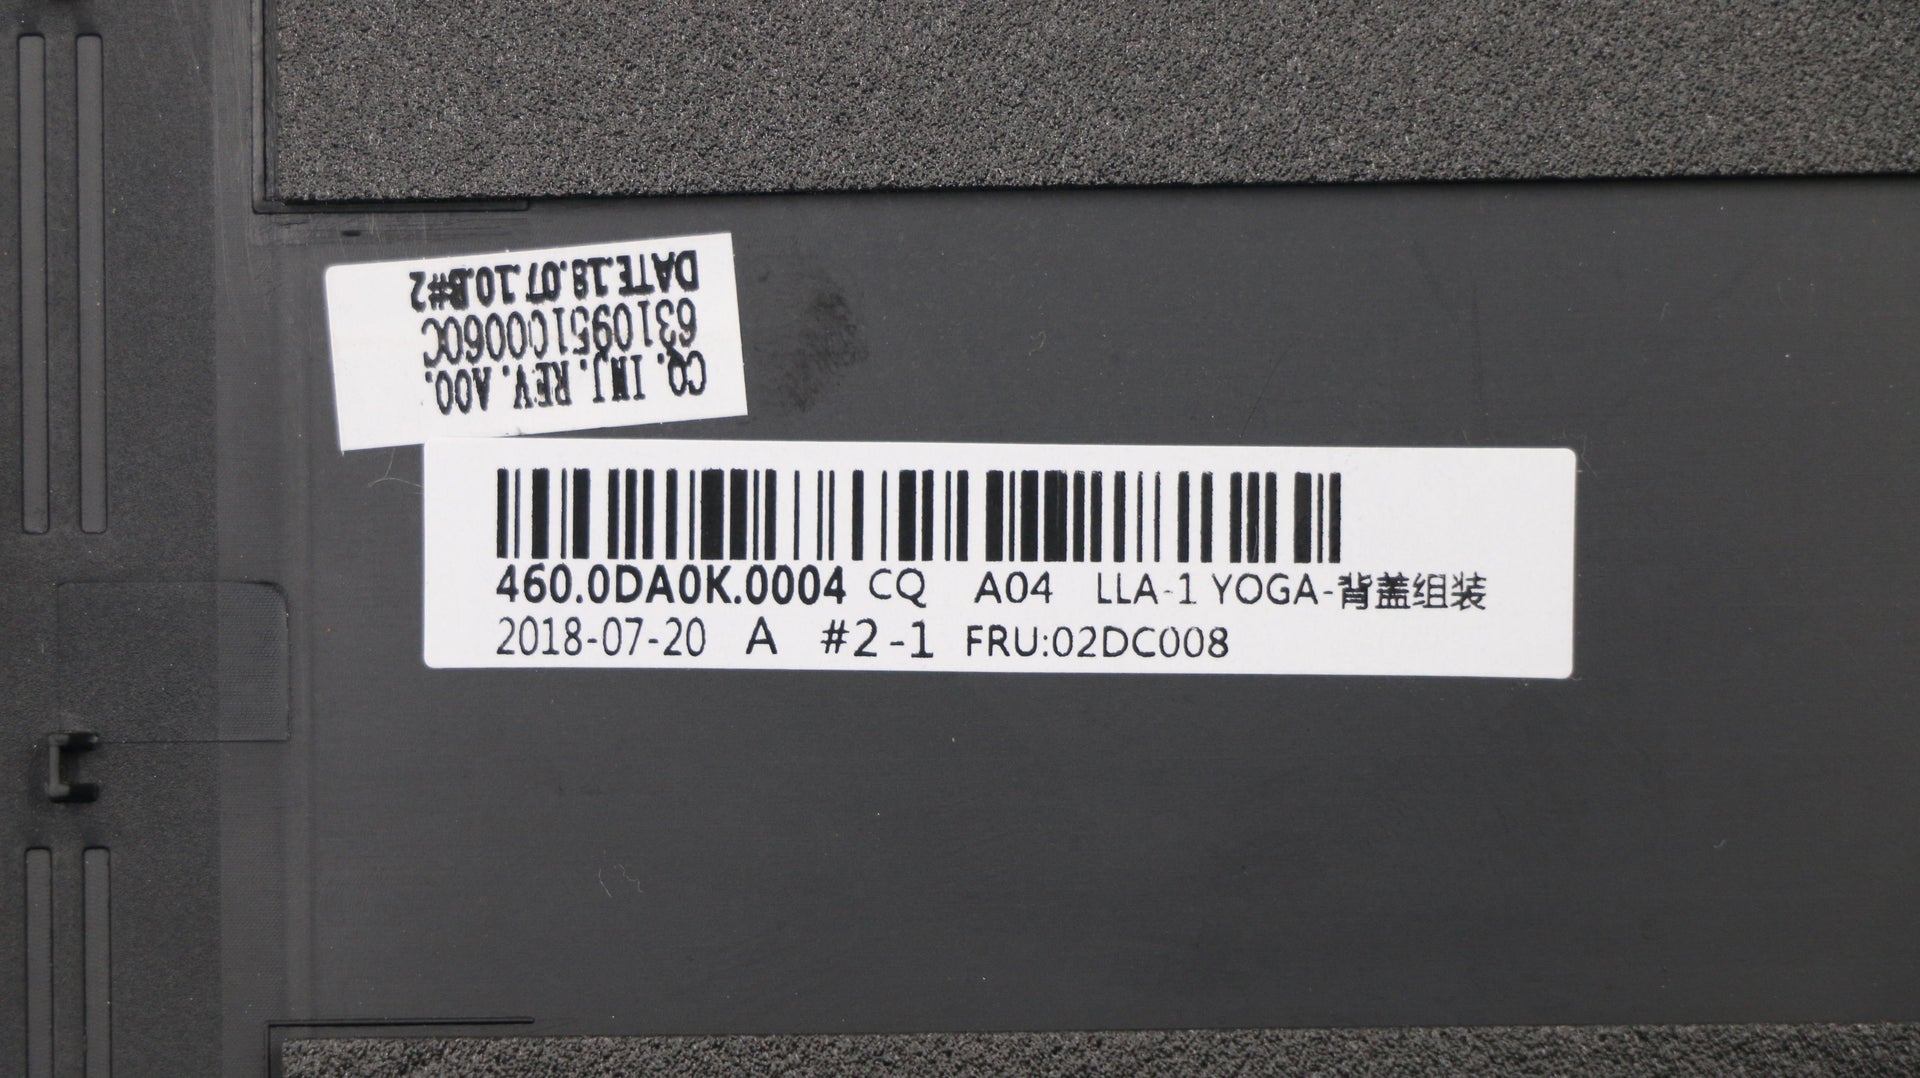 CQ. INJ. REV. A00.
631095100060C
DATE.18.07.10.B#2
460.0DA0K.0004 CQ A04 LLA-1 YOGA-背盖组装
2018-07-20 A #2-1 FRU:02DC008